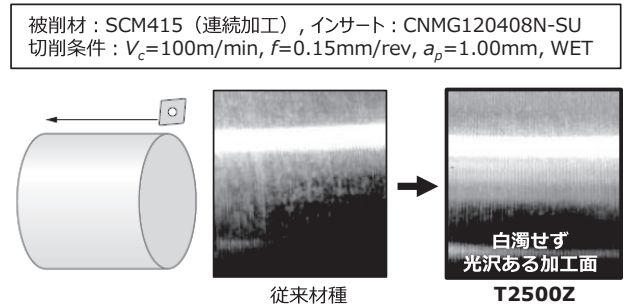 被削材：SCM415（連続加工）, インサート：CNMG120408N-SU
切削条件：Vc=100m/min, f=0.15mm/rev, ap=1.00mm, WET
白濁せず
光沢ある加工面
従来材種
T2500Z